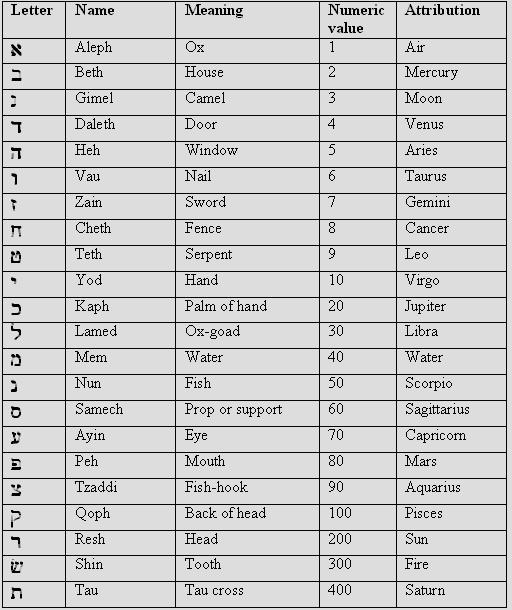 Letter Name Meaning Numeric value Attribution
א Aleph Ox 1 Air
ב Beth House 2 Mercury
ג Gimel Camel 3 Moon
ד Daleth Door 4 Venus
ה Heh Window 5 Aries
ו Vau Nail 6 Taurus
ז Zain Sword 7 Gemini
ח Cheth Fence 8 Cancer
ט Teth Serpent 9 Leo
י Yod Hand 10 Virgo
כ Kaph Palm of hand 20 Jupiter
ל Lamed Ox-goad 30 Libra
מ Mem Water 40 Water
נ Nun Fish 50 Scorpio
ס Samech Prop or support 60 Sagittarius
ע Ayin Eye 70 Capricorn
פ Peh Mouth 80 Mars
צ Tzaddi Fish-hook 90 Aquarius
ק Qoph Back of head 100 Pisces
ר Resh Head 200 Sun
ש Shin Tooth 300 Fire
ת Tau Tau cross 400 Saturn